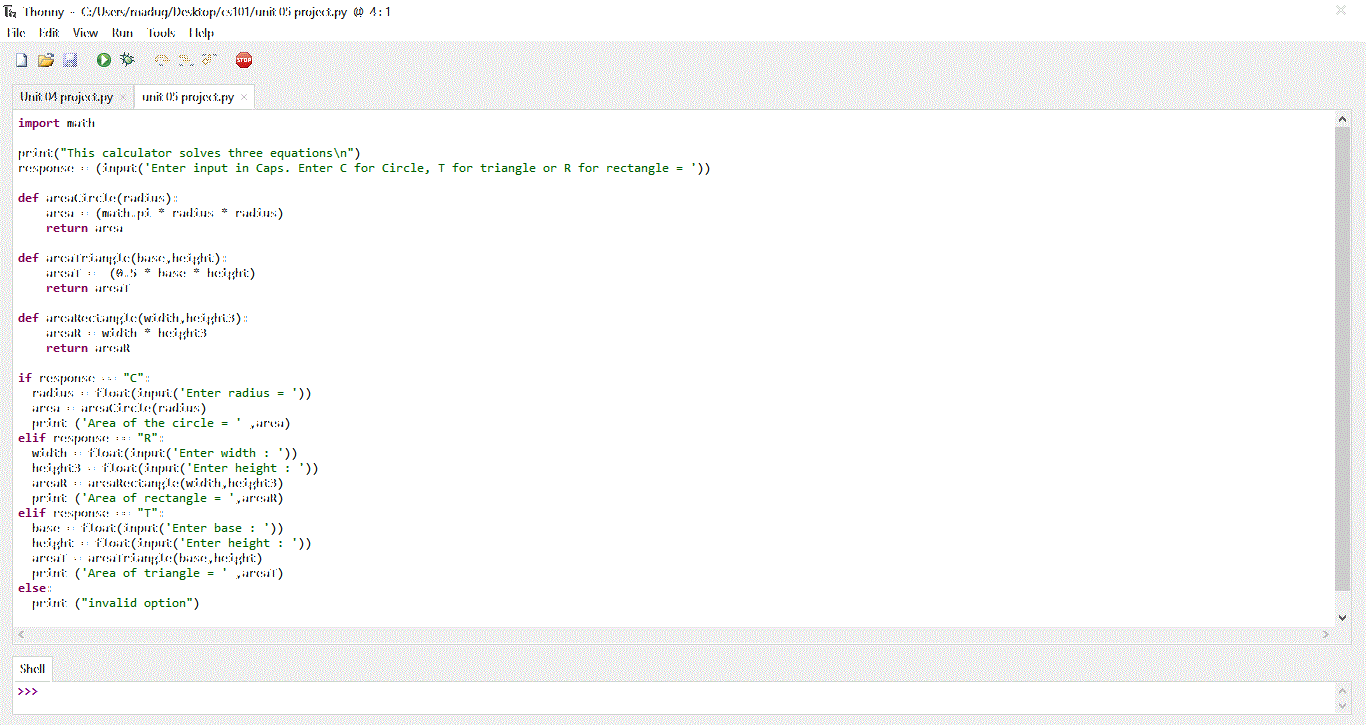 Thonny - C:/Users/madug/Desktop/cs101/unit 05 project.py @ 4 : 1
File Edit View Run Tools Help
STOP
Unit 04 project.py × unit 05 project.py ×
import math
print("This calculator solves three equations\n")
response = (input('Enter input in Caps. Enter C for Circle, T for triangle or R for rectangle = '))
def areaCircle(radius):
    area = (math.pi * radius * radius)
    return area
def areaTriangle(base,height):
    areaT =  (0.5 * base * height)
    return areaT
def areaRectangle(width,height3):
    areaR = width * height3
    return areaR
if response == "C":
  radius = float(input('Enter radius = '))
  area = areaCircle(radius)
  print ('Area of the circle = ' ,area)
elif response == "R":
  width = float(input('Enter width : '))
  height3 = float(input('Enter height : '))
  areaR = areaRectangle(width,height3)
  print ('Area of rectangle = ',areaR)
elif response == "T":
  base = float(input('Enter base : '))
  height = float(input('Enter height : '))
  areaT = areaTriangle(base,height)
  print ('Area of triangle = ' ,areaT)
else:
  print ("invalid option")
Shell
>>>